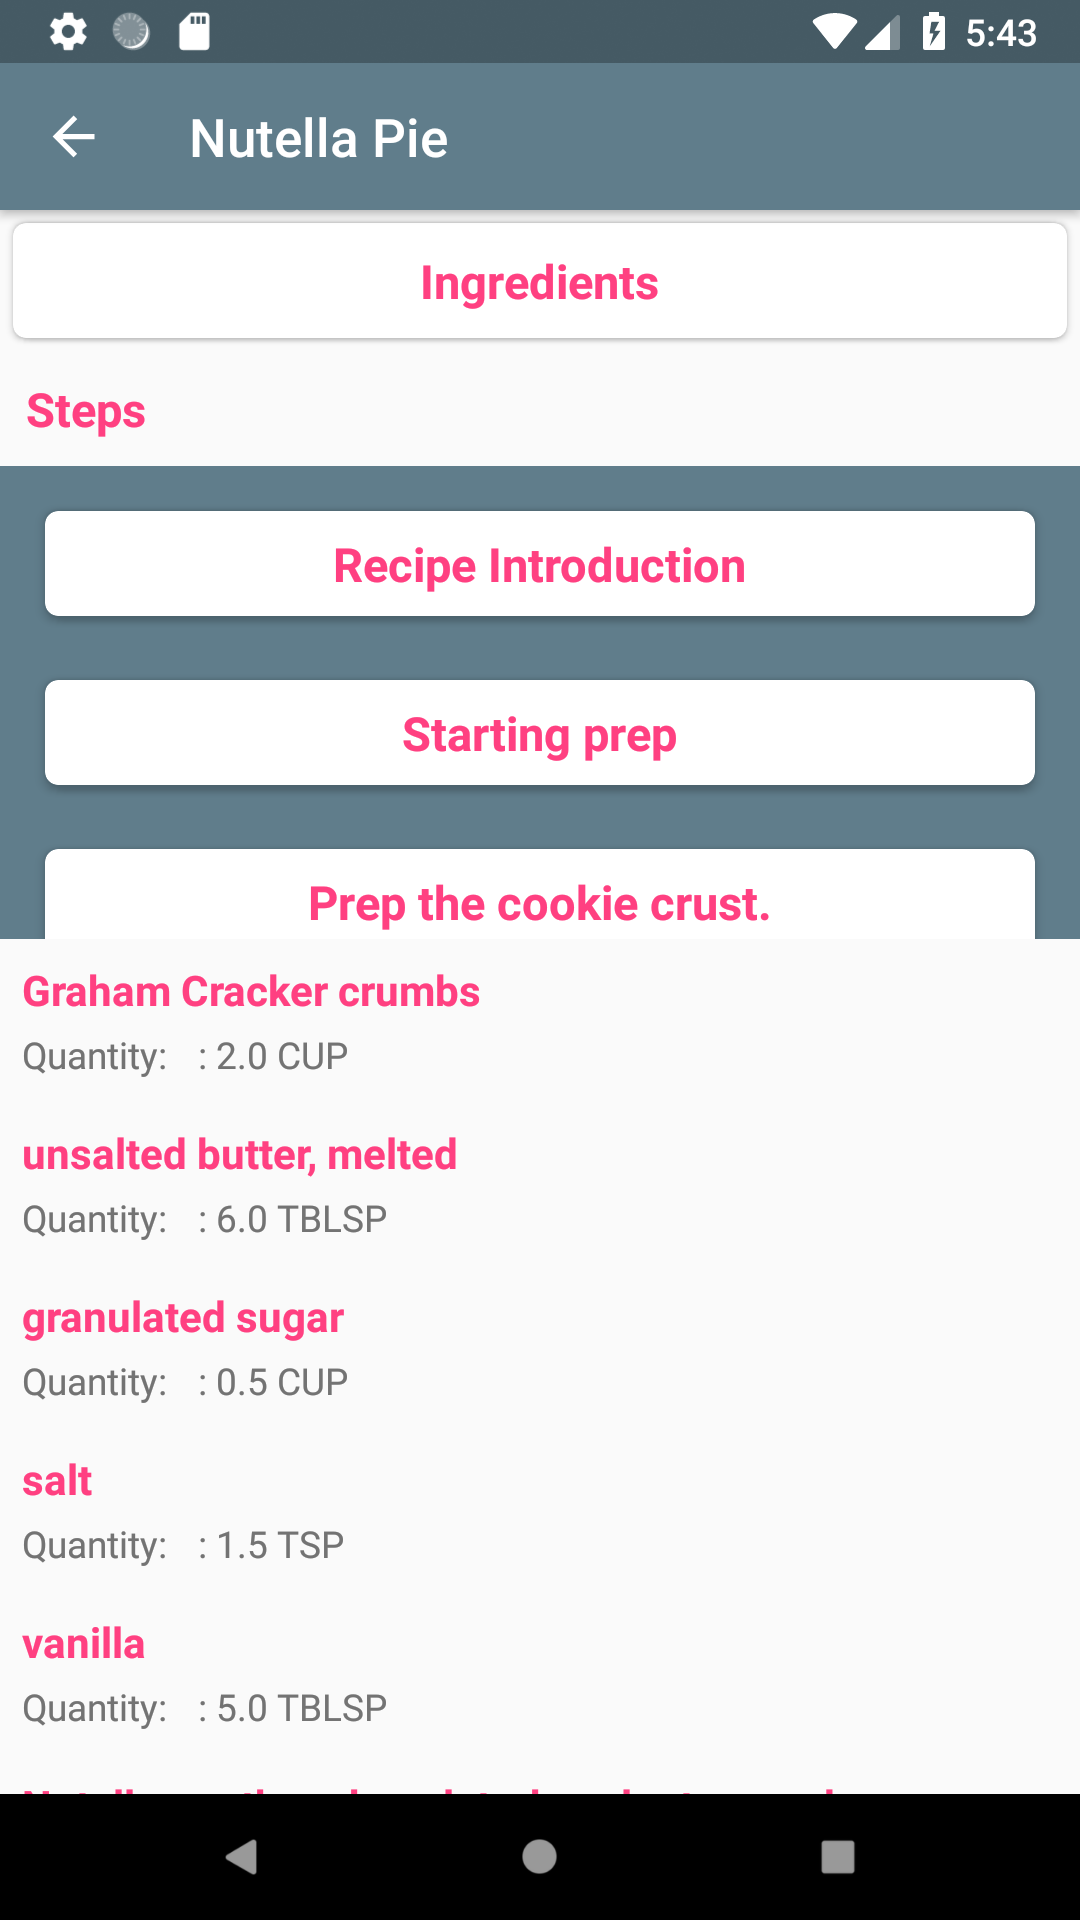 5:43
Nutella Pie
Ingredients
Steps
Recipe Introduction
Starting prep
Prep the cookie crust.
Graham Cracker crumbs
Quantity: : 2.0 CUP
unsalted butter, melted
Quantity: : 6.0 TBLSP
granulated sugar
Quantity: : 0.5 CUP
salt
Quantity: : 1.5 TSP
vanilla
Quantity: : 5.0 TBLSP